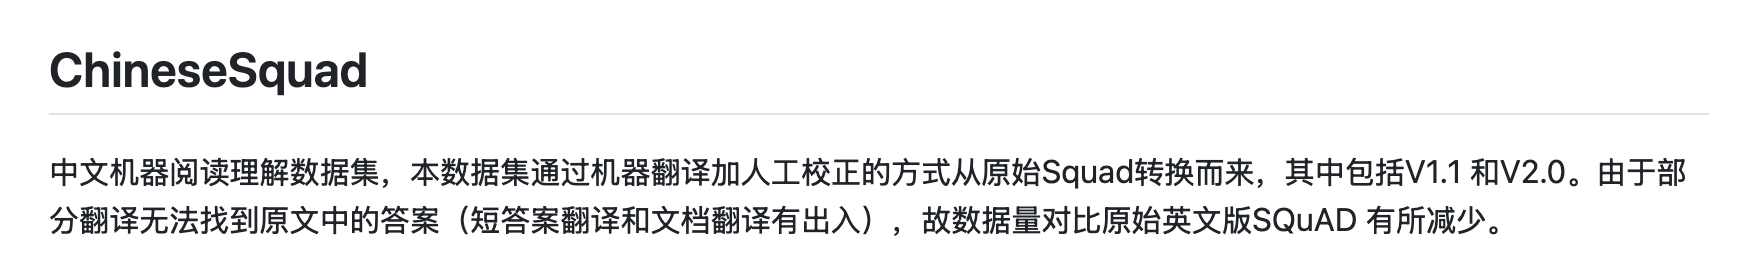 ChineseSquad
中文机器阅读理解数据集，本数据集通过机器翻译加人工校正的方式从原始Squad转换而来，其中包括V1.1 和V2.0。由于部
分翻译无法找到原文中的答案（短答案翻译和文档翻译有出入），故数据量对比原始英文版SQuAD 有所减少。